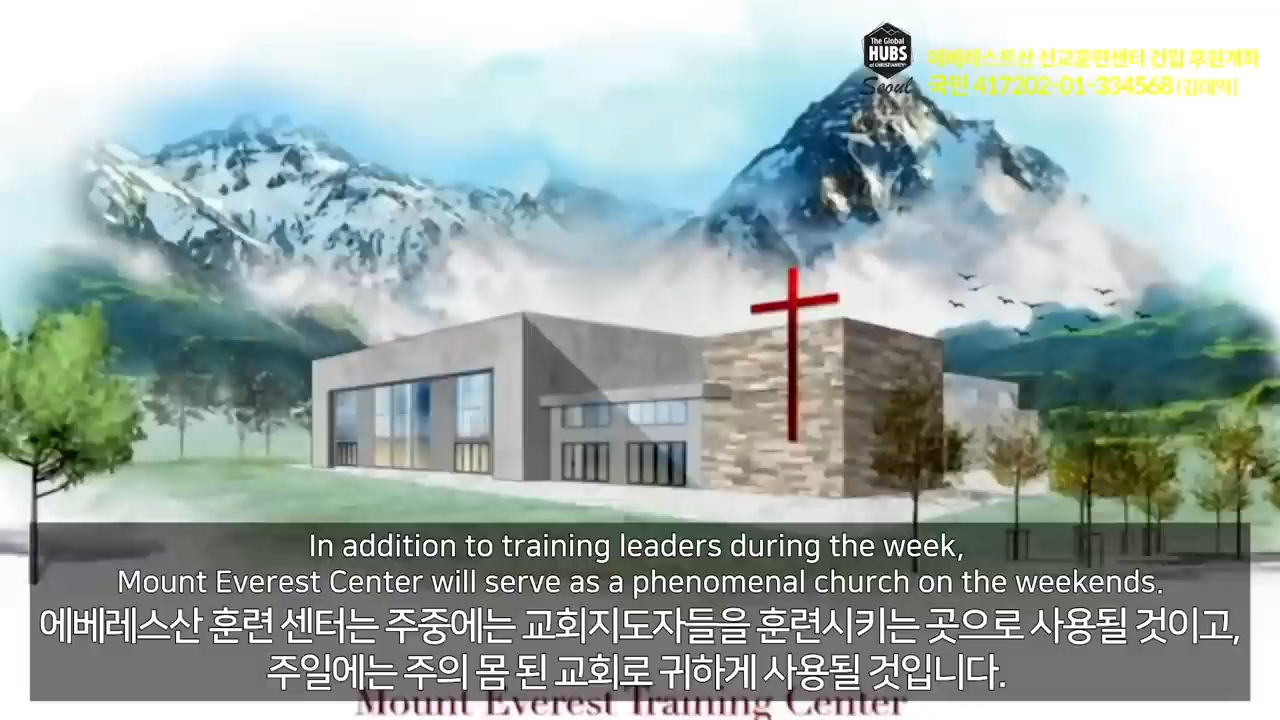 The Global
HUBS
of CHRISTIANITY
Seoul
에베레스트산 선교훈련센터 건립 후원계좌
국민 417202-01-334568 (김대억)
In addition to training leaders during the week,
Mount Everest Center will serve as a phenomenal church on the weekends.
에베레스산 훈련 센터는 주중에는 교회지도자들을 훈련시키는 곳으로 사용될 것이고,
주일에는 주의 몸 된 교회로 귀하게 사용될 것입니다.
Mount Everest Training Center